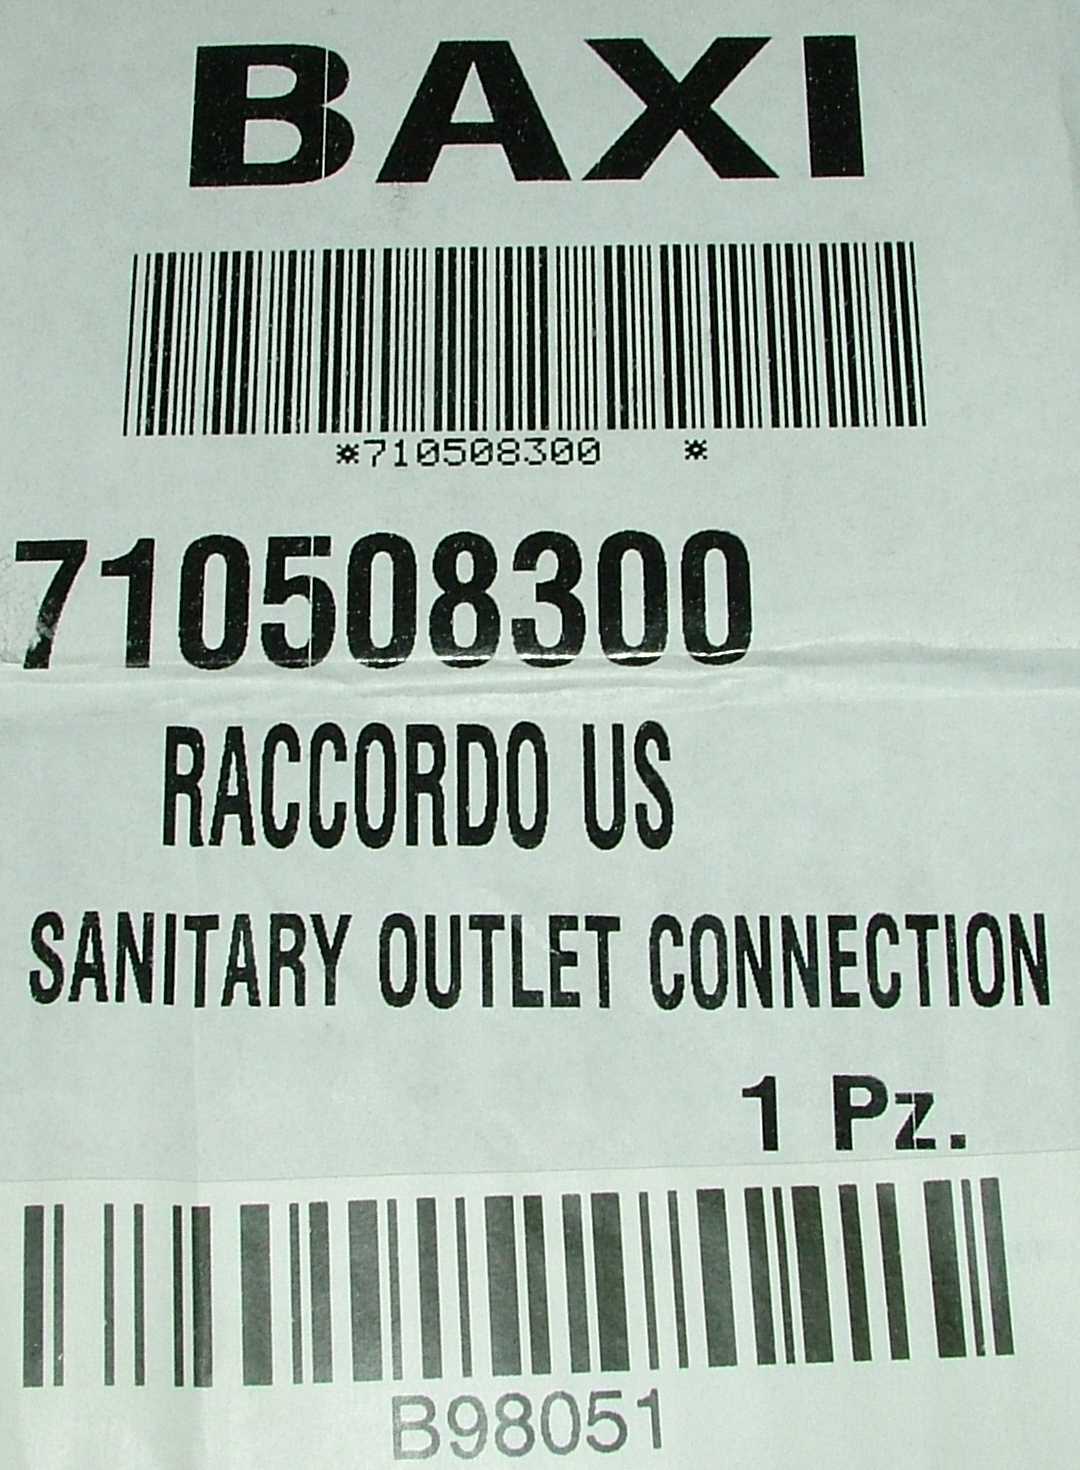 BAXI
*710508300 *
710508300
RACCORDO US
SANITARY OUTLET CONNECTION
1 Pz.
B98051